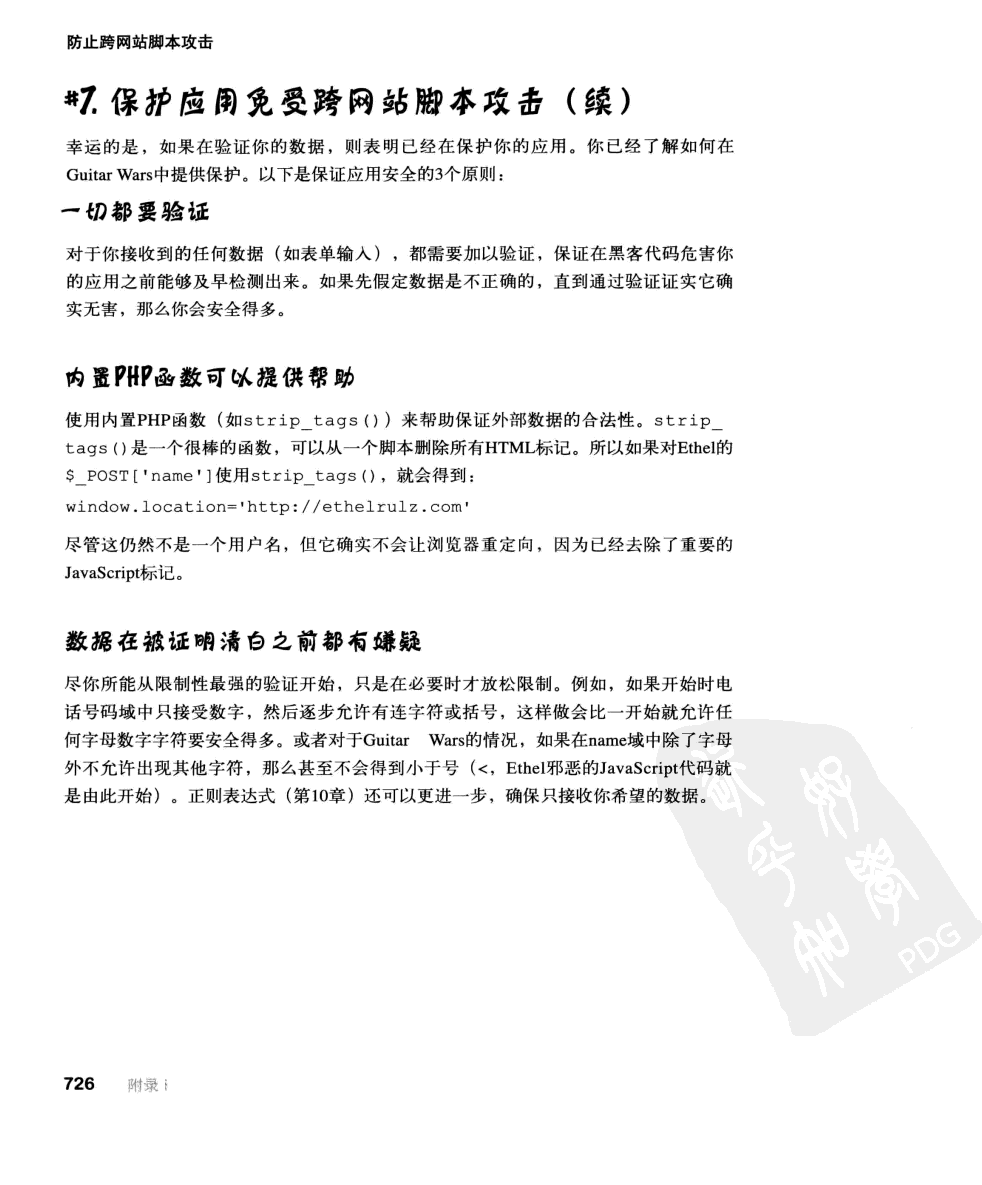 防止跨网站脚本攻击
#7. 保护应用免受跨网站脚本攻击（续）
幸运的是，如果在验证你的数据，则表明已经在保护你的应用。你已经了解如何在
Guitar Wars中提供保护。以下是保证应用安全的3个原则：
一切都要验证
对于你接收到的任何数据（如表单输入），都需要加以验证，保证在黑客代码危害你
的应用之前能够及早检测出来。如果先假定数据是不正确的，直到通过验证证实它确
实无害，那么你会安全得多。
内置PHP函数可以提供帮助
使用内置PHP函数（如strip_tags()）来帮助保证外部数据的合法性。strip_
tags()是一个很棒的函数，可以从一个脚本删除所有HTML标记。所以如果对Ethel的
$_POST['name']使用strip_tags()，就会得到：
window.location='http://ethelrulz.com'
尽管这仍然不是一个用户名，但它确实不会让浏览器重定向，因为已经去除了重要的
JavaScript标记。
数据在被证明清白之前都有嫌疑
尽你所能从限制性最强的验证开始，只是在必要时才放松限制。例如，如果开始时电
话号码域中只接受数字，然后逐步允许有连字符或括号，这样做会比一开始就允许任
何字母数字字符要安全得多。或者对于Guitar Wars的情况，如果在name域中除了字母
外不允许出现其他字符，那么甚至不会得到小于号（<，Ethel邪恶的JavaScript代码就
是由此开始）。正则表达式（第10章）还可以更进一步，确保只接收你希望的数据。
PDG
726 附录 i